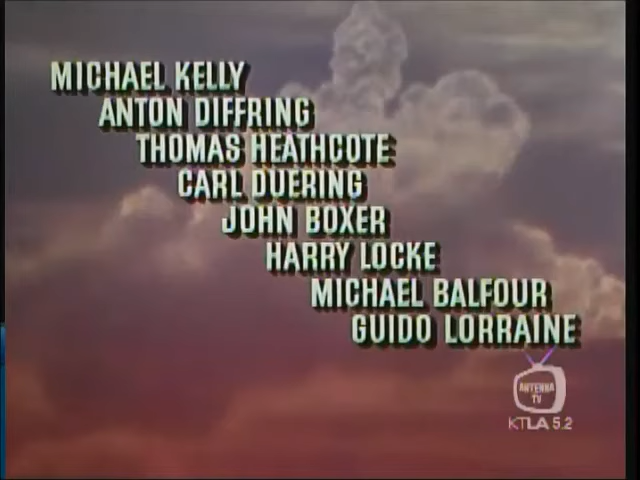 MICHAEL KELLY
ANTON DIFFRING
THOMAS HEATHCOTE
CARL DUERING
JOHN BOXER
HARRY LOCKE
MICHAEL BALFOUR
GUIDO LORRAINE
ANTENNA
TV
KTLA 5.2